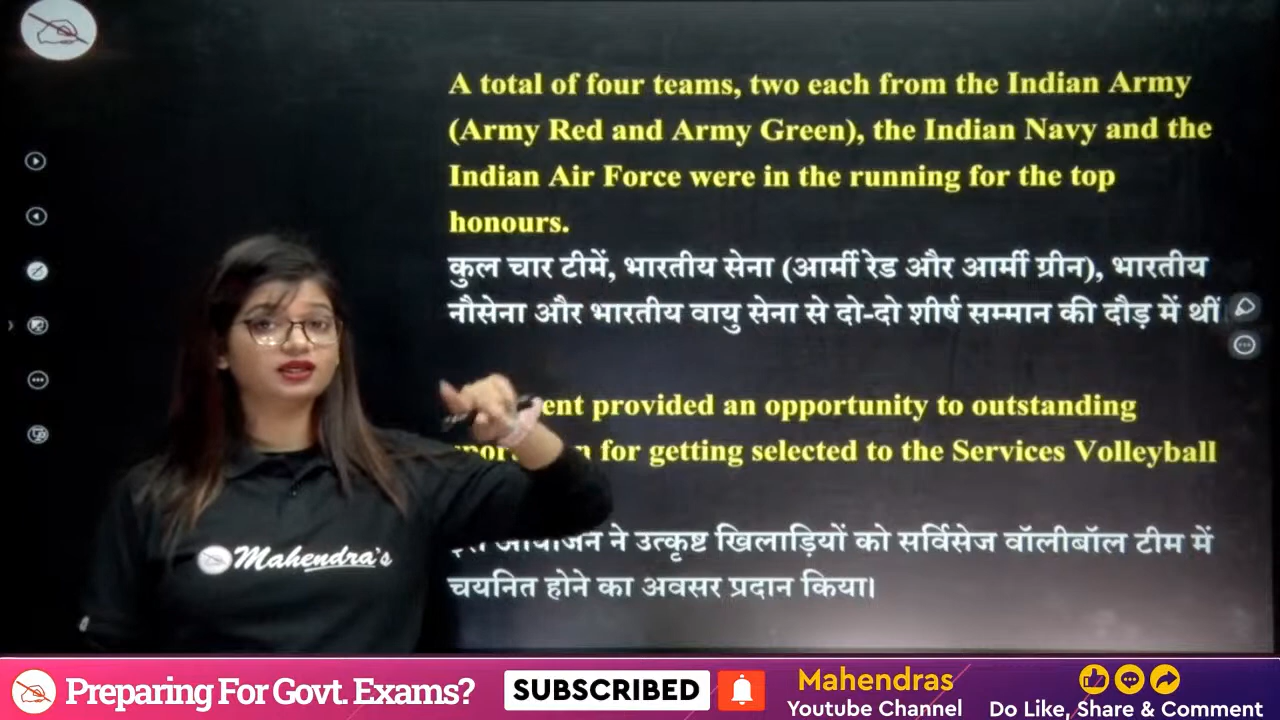 A total of four teams, two each from the Indian Army
(Army Red and Army Green), the Indian Navy and the
Indian Air Force were in the running for the top
honours.
कुल चार टीमें, भारतीय सेना (आर्मी रेड और आर्मी ग्रीन), भारतीय
नौसेना और भारतीय वायु सेना से दो-दो शीर्ष सम्मान की दौड़ में थीं
provided an opportunity to outstanding
for getting selected to the Services Volleyball
ने उत्कृष्ट खिलाड़ियों को सर्विसेज वॉलीबॉल टीम में
चयनित होने का अवसर प्रदान किया।
Mahendra's
Preparing For Govt. Exams?
SUBSCRIBED
Mahendras
Youtube Channel
Do Like, Share & Comment